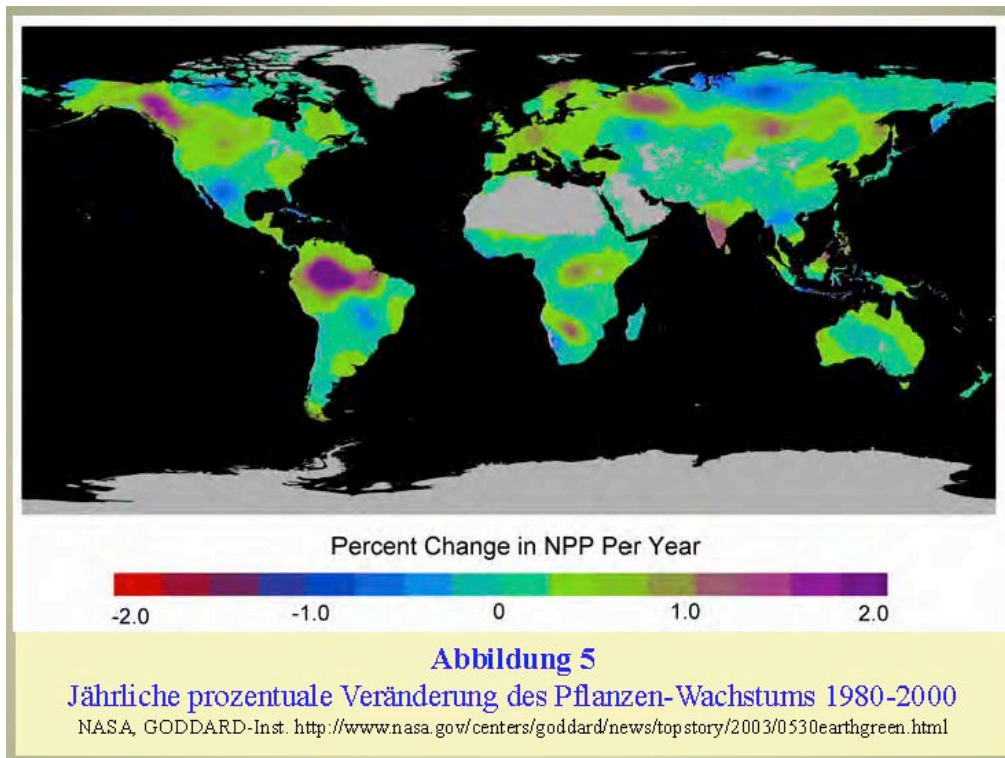 Percent Change in NPP Per Year
-2.0 -1.0 0 1.0 2.0
Abbildung 5
Jährliche prozentuale Veränderung des Pflanzen-Wachstums 1980-2000
NASA, GODDARD-Inst. http://www.nasa.gov/centers/goddard/news/topstory/2003/0530earthgreen.html